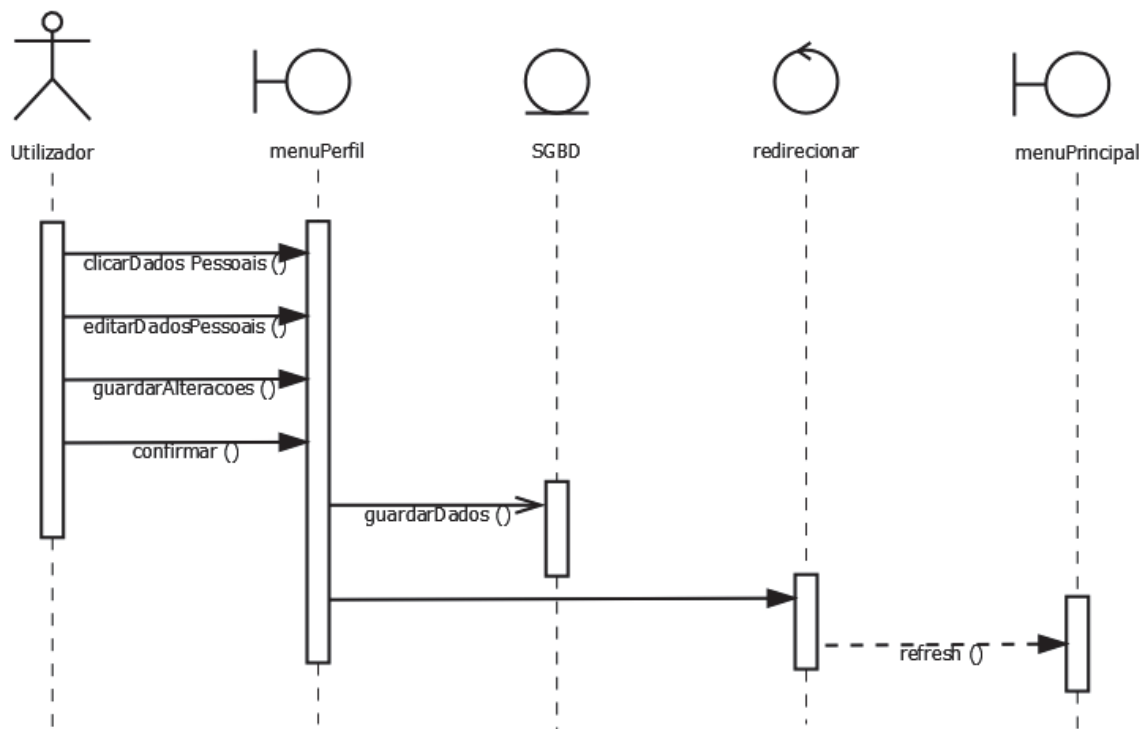 Utilizador
menuPerfil
SGBD
redirecionar
menuPrincipal
clicarDados Pessoais ()
editarDadosPessoais ()
guardarAlteracoes ()
confirmar ()
guardarDados ()
refresh ()